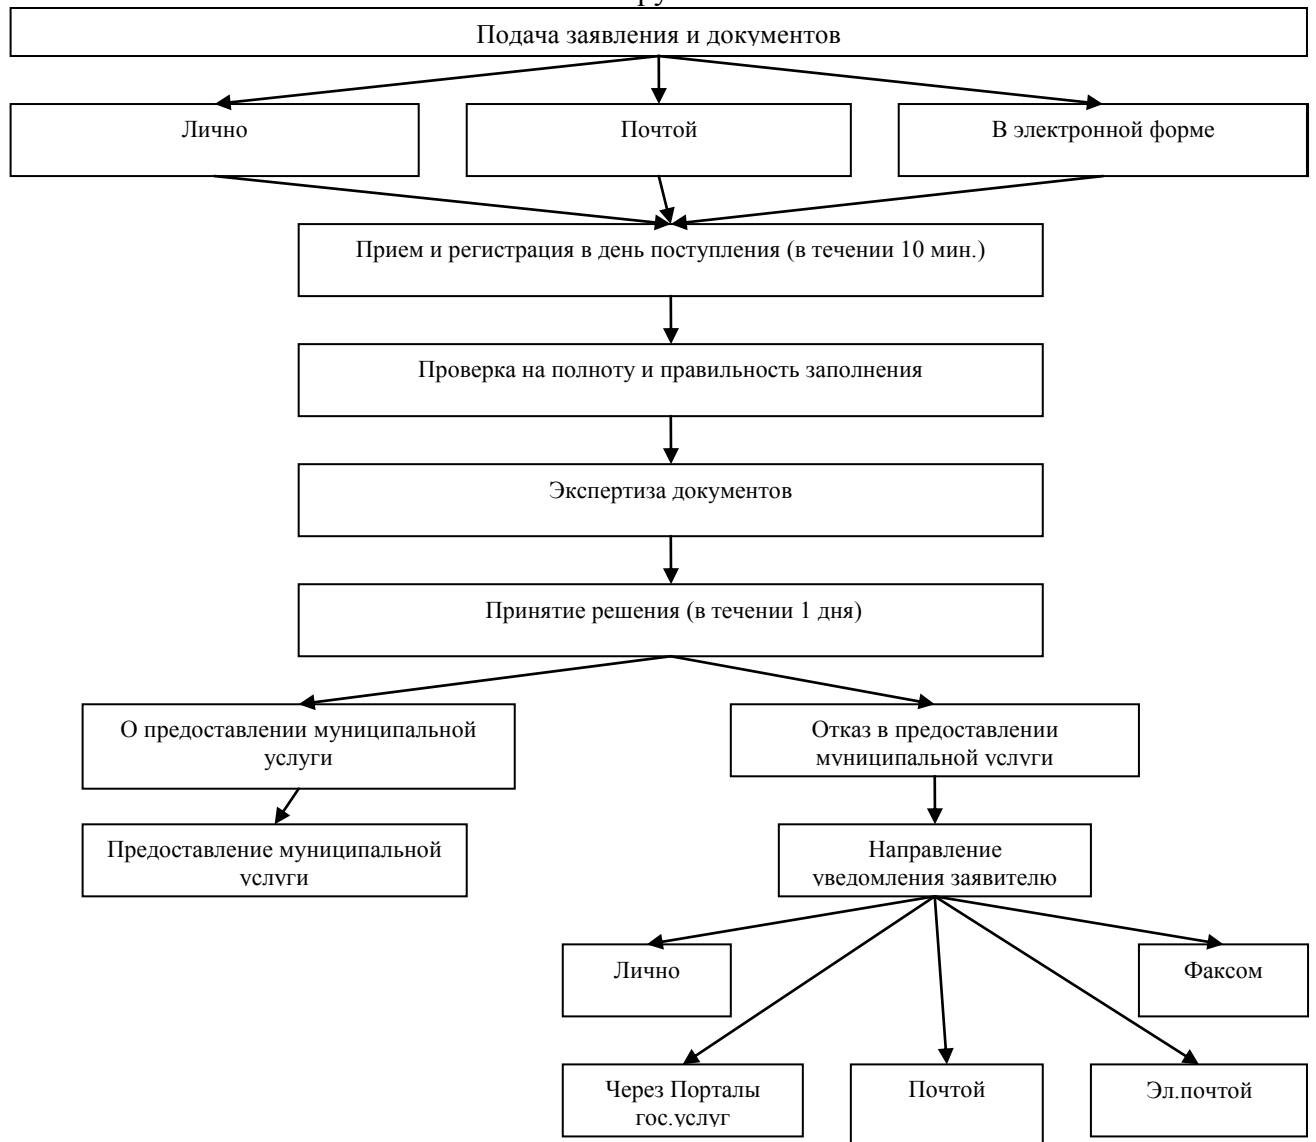 Подача заявления и документов
Лично
Почтой
В электронной форме
Прием и регистрация в день поступления (в течении 10 мин.)
Проверка на полноту и правильность заполнения
Экспертиза документов
Принятие решения (в течении 1 дня)
О предоставлении муниципальной
услуги
Отказ в предоставлении
муниципальной услуги
Предоставление муниципальной
услуги
Направление
уведомления заявителю
Лично
Факсом
Через Порталы
гос.услуг
Почтой
Эл.почтой